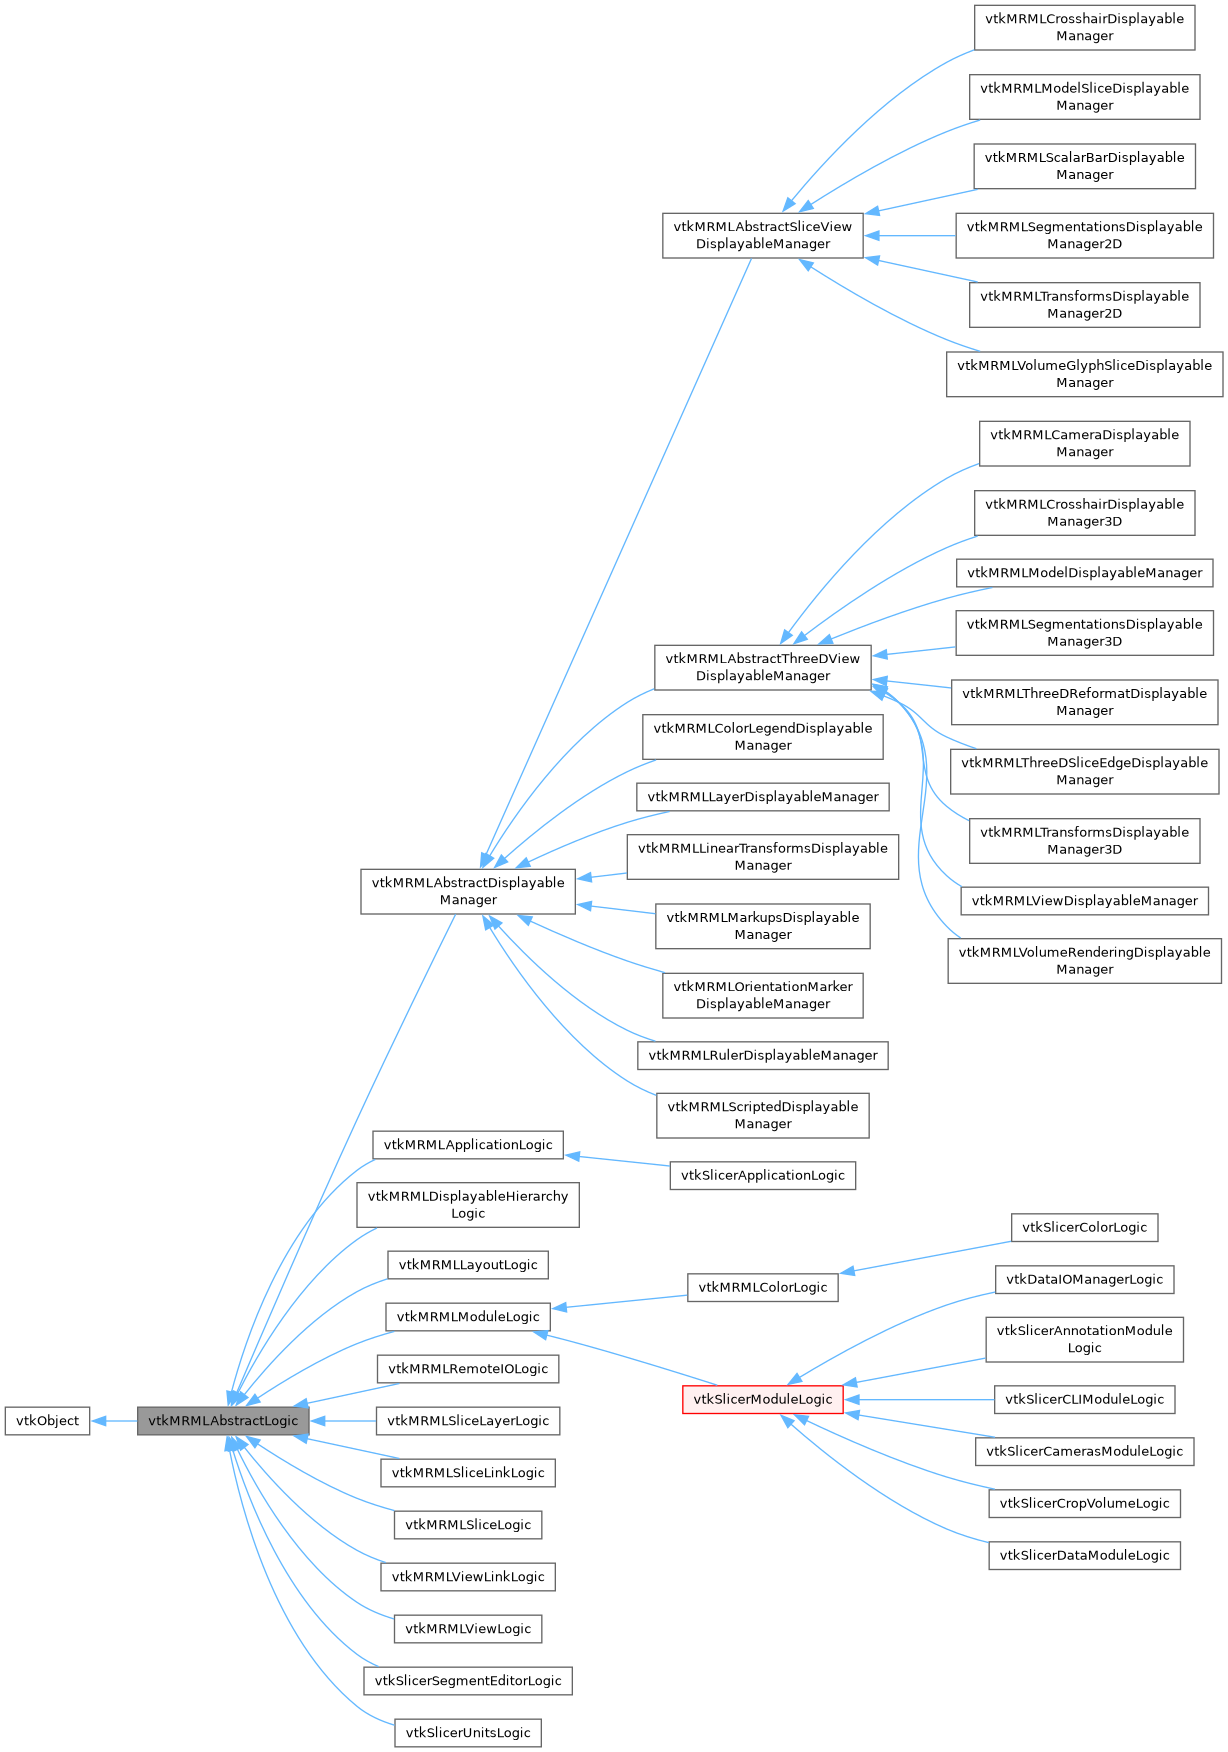 vtkMRMLCrosshairDisplayable
Manager
vtkMRMLModelSliceDisplayable
Manager
vtkMRMLScalarBarDisplayable
Manager
vtkMRMLAbstractSliceView
DisplayableManager
vtkMRMLSegmentationsDisplayable
Manager2D
vtkMRMLTransformsDisplayable
Manager2D
vtkMRMLVolumeGlyphSliceDisplayable
Manager
vtkMRMLCameraDisplayable
Manager
vtkMRMLCrosshairDisplayable
Manager3D
vtkMRMLModelDisplayableManager
vtkMRMLSegmentationsDisplayable
Manager3D
vtkMRMLAbstractThreeDView
DisplayableManager
vtkMRMLThreeDReformatDisplayable
Manager
vtkMRMLColorLegendDisplayable
Manager
vtkMRMLThreeDSliceEdgeDisplayable
Manager
vtkMRMLLayerDisplayableManager
vtkMRMLTransformsDisplayable
Manager3D
vtkMRMLLinearTransformsDisplayable
Manager
vtkMRMLAbstractDisplayable
Manager
vtkMRMLViewDisplayableManager
vtkMRMLMarkupsDisplayable
Manager
vtkMRMLVolumeRenderingDisplayable
Manager
vtkMRMLOrientationMarker
DisplayableManager
vtkMRMLRulerDisplayableManager
vtkMRMLScriptedDisplayable
Manager
vtkMRMLApplicationLogic
vtkSlicerApplicationLogic
vtkMRMLDisplayableHierarchy
Logic
vtkSlicerColorLogic
vtkMRMLLayoutLogic
vtkMRMLColorLogic
vtkDataIOManagerLogic
vtkMRMLModuleLogic
vtkSlicerAnnotationModule
Logic
vtkMRMLRemoteIOLogic
vtkSlicerModuleLogic
vtkSlicerCLIModuleLogic
vtkObject
vtkMRMLAbstractLogic
vtkMRMLSliceLayerLogic
vtkSlicerCamerasModuleLogic
vtkMRMLSliceLinkLogic
vtkSlicerCropVolumeLogic
vtkMRMLSliceLogic
vtkSlicerDataModuleLogic
vtkMRMLViewLinkLogic
vtkMRMLViewLogic
vtkSlicerSegmentEditorLogic
vtkSlicerUnitsLogic